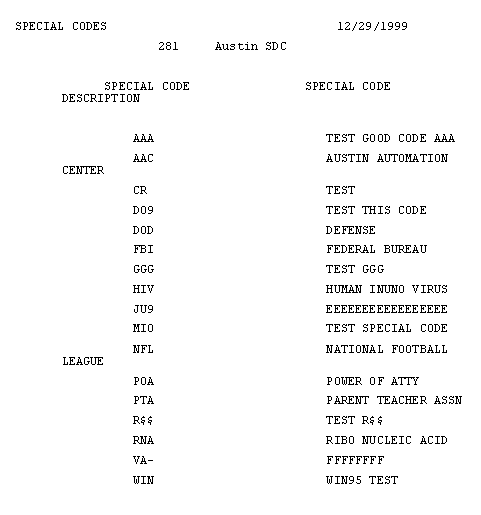 SPECIAL CODES 12/29/1999
281 Austin SDC
SPECIAL CODE SPECIAL CODE
DESCRIPTION
AAA TEST GOOD CODE AAA
AAC AUSTIN AUTOMATION
CENTER
CR TEST
D09 TEST THIS CODE
DOD DEFENSE
FBI FEDERAL BUREAU
GGG TEST GGG
HIV HUMAN INUNO VIRUS
JU9 EEEEEEEEEEEEEEEEE
MIO TEST SPECIAL CODE
NFL NATIONAL FOOTBALL
LEAGUE
POA POWER OF ATTY
PTA PARENT TEACHER ASSN
R$$ TEST R$$
RNA RIBO NUCLEIC ACID
VA- FFFFFFFF
WIN WIN95 TEST